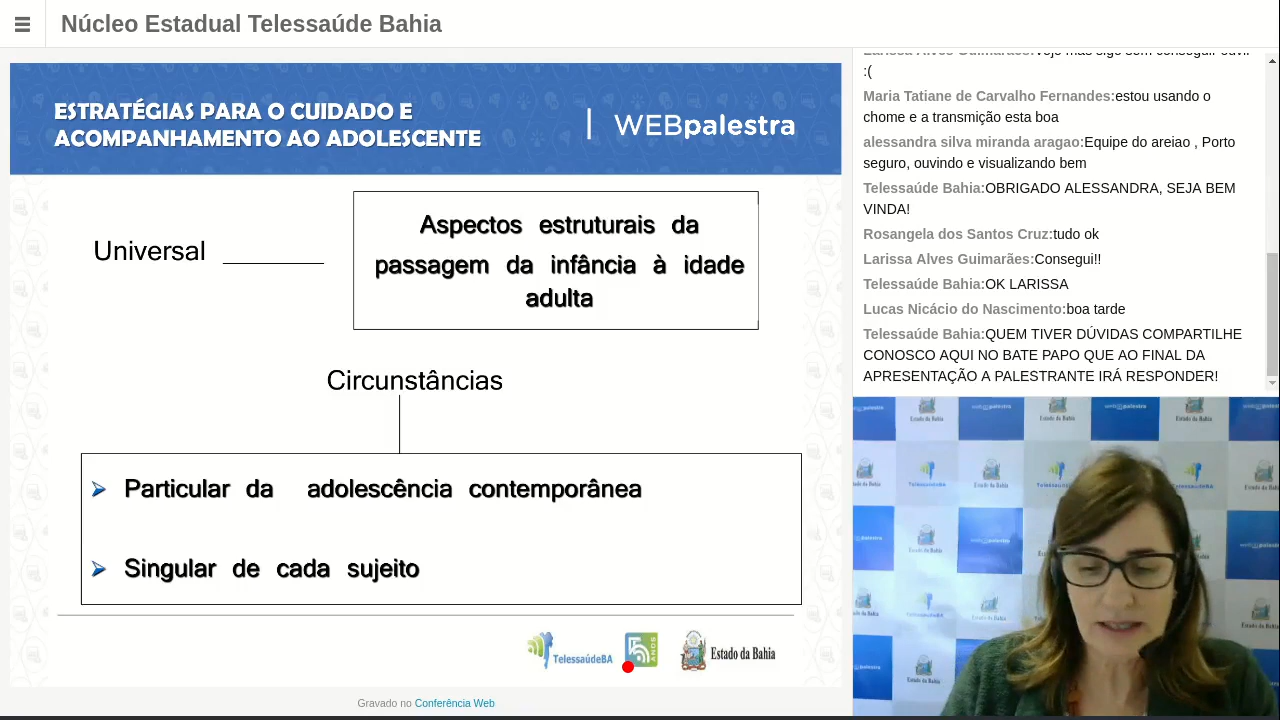 Núcleo Estadual Telessaúde Bahia
ESTRATÉGIAS PARA O CUIDADO E
ACOMPANHAMENTO AO ADOLESCENTE
WEBpalestra
Universal
Aspectos estruturais da
passagem da infância à idade
adulta
Circunstâncias
Particular da adolescência contemporânea
Singular de cada sujeito
TelessaúdeBA
5 ANOS
Estado da Bahia
Gravado no Conferência Web
:(
Maria Tatiane de Carvalho Fernandes:estou usando o
chome e a transmição esta boa
alessandra silva miranda aragao:Equipe do areiao , Porto
seguro, ouvindo e visualizando bem
Telessaúde Bahia:OBRIGADO ALESSANDRA, SEJA BEM
VINDA!
Rosangela dos Santos Cruz:tudo ok
Larissa Alves Guimarães:Consegui!!
Telessaúde Bahia:OK LARISSA
Lucas Nicácio do Nascimento:boa tarde
Telessaúde Bahia:QUEM TIVER DÚVIDAS COMPARTILHE
CONOSCO AQUI NO BATE PAPO QUE AO FINAL DA
APRESENTAÇÃO A PALESTRANTE IRÁ RESPONDER!